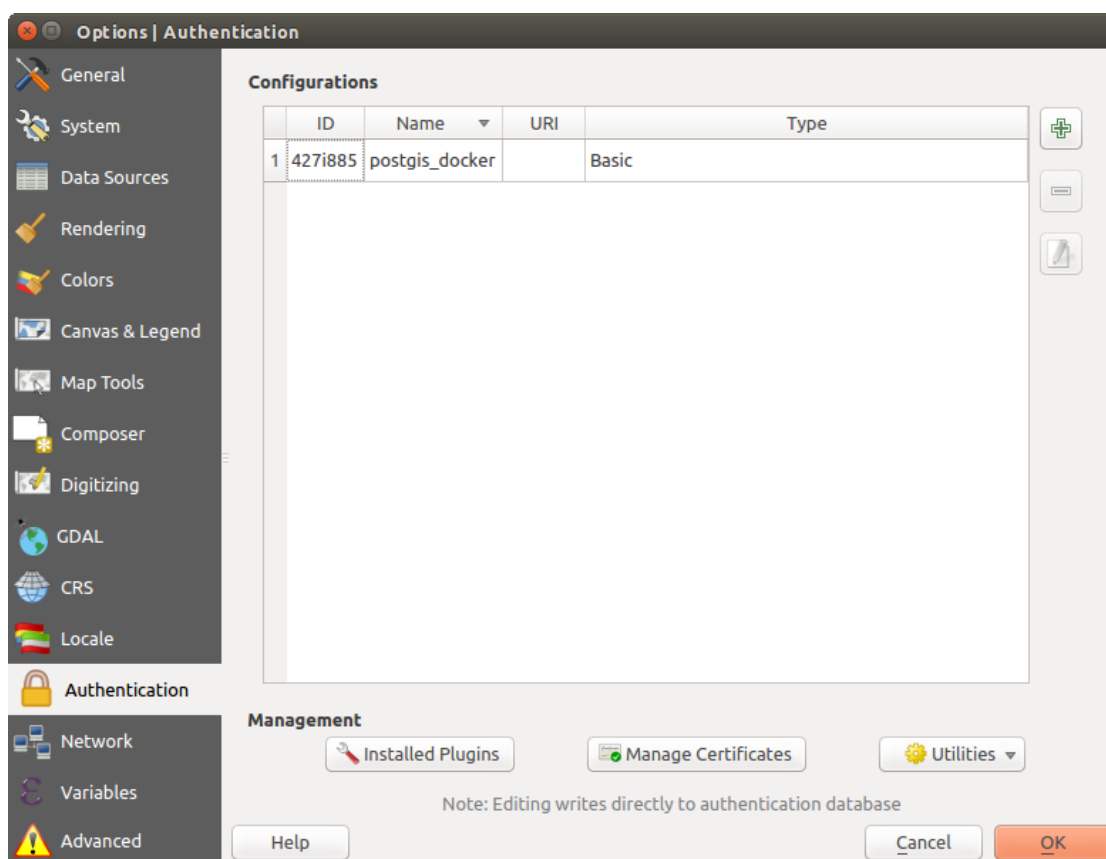 Options | Authentication
General
System
Data Sources
Rendering
Colors
Canvas & Legend
Map Tools
Composer
Digitizing
GDAL
CRS
Locale
Authentication
Network
Variables
Advanced
Configurations
ID Name URI Type
1 427i885 postgis_docker Basic
Management
Installed Plugins Manage Certificates Utilities
Note: Editing writes directly to authentication database
Help Cancel OK